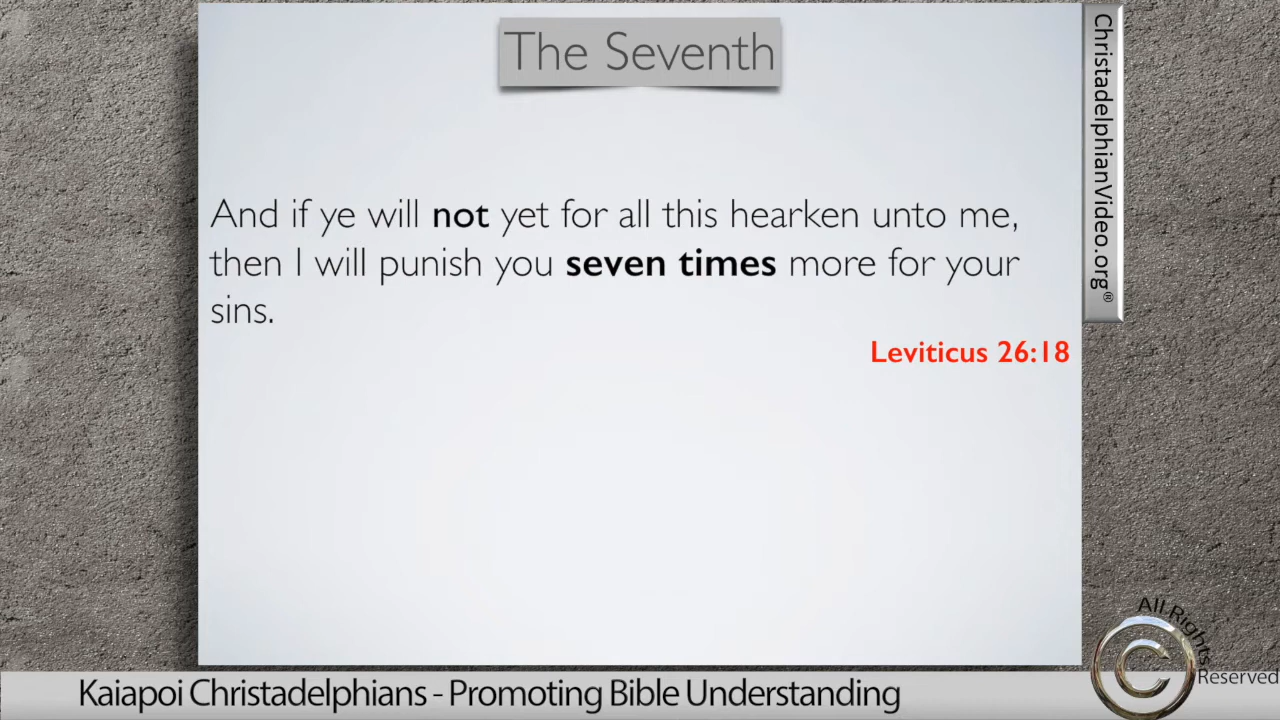 The Seventh
And if ye will not yet for all this hearken unto me,
then I will punish you seven times more for your
sins.
Leviticus 26:18
ChristadelphianVideo.org®
All Rights
Reserved
Kaiapoi Christadelphians - Promoting Bible Understanding